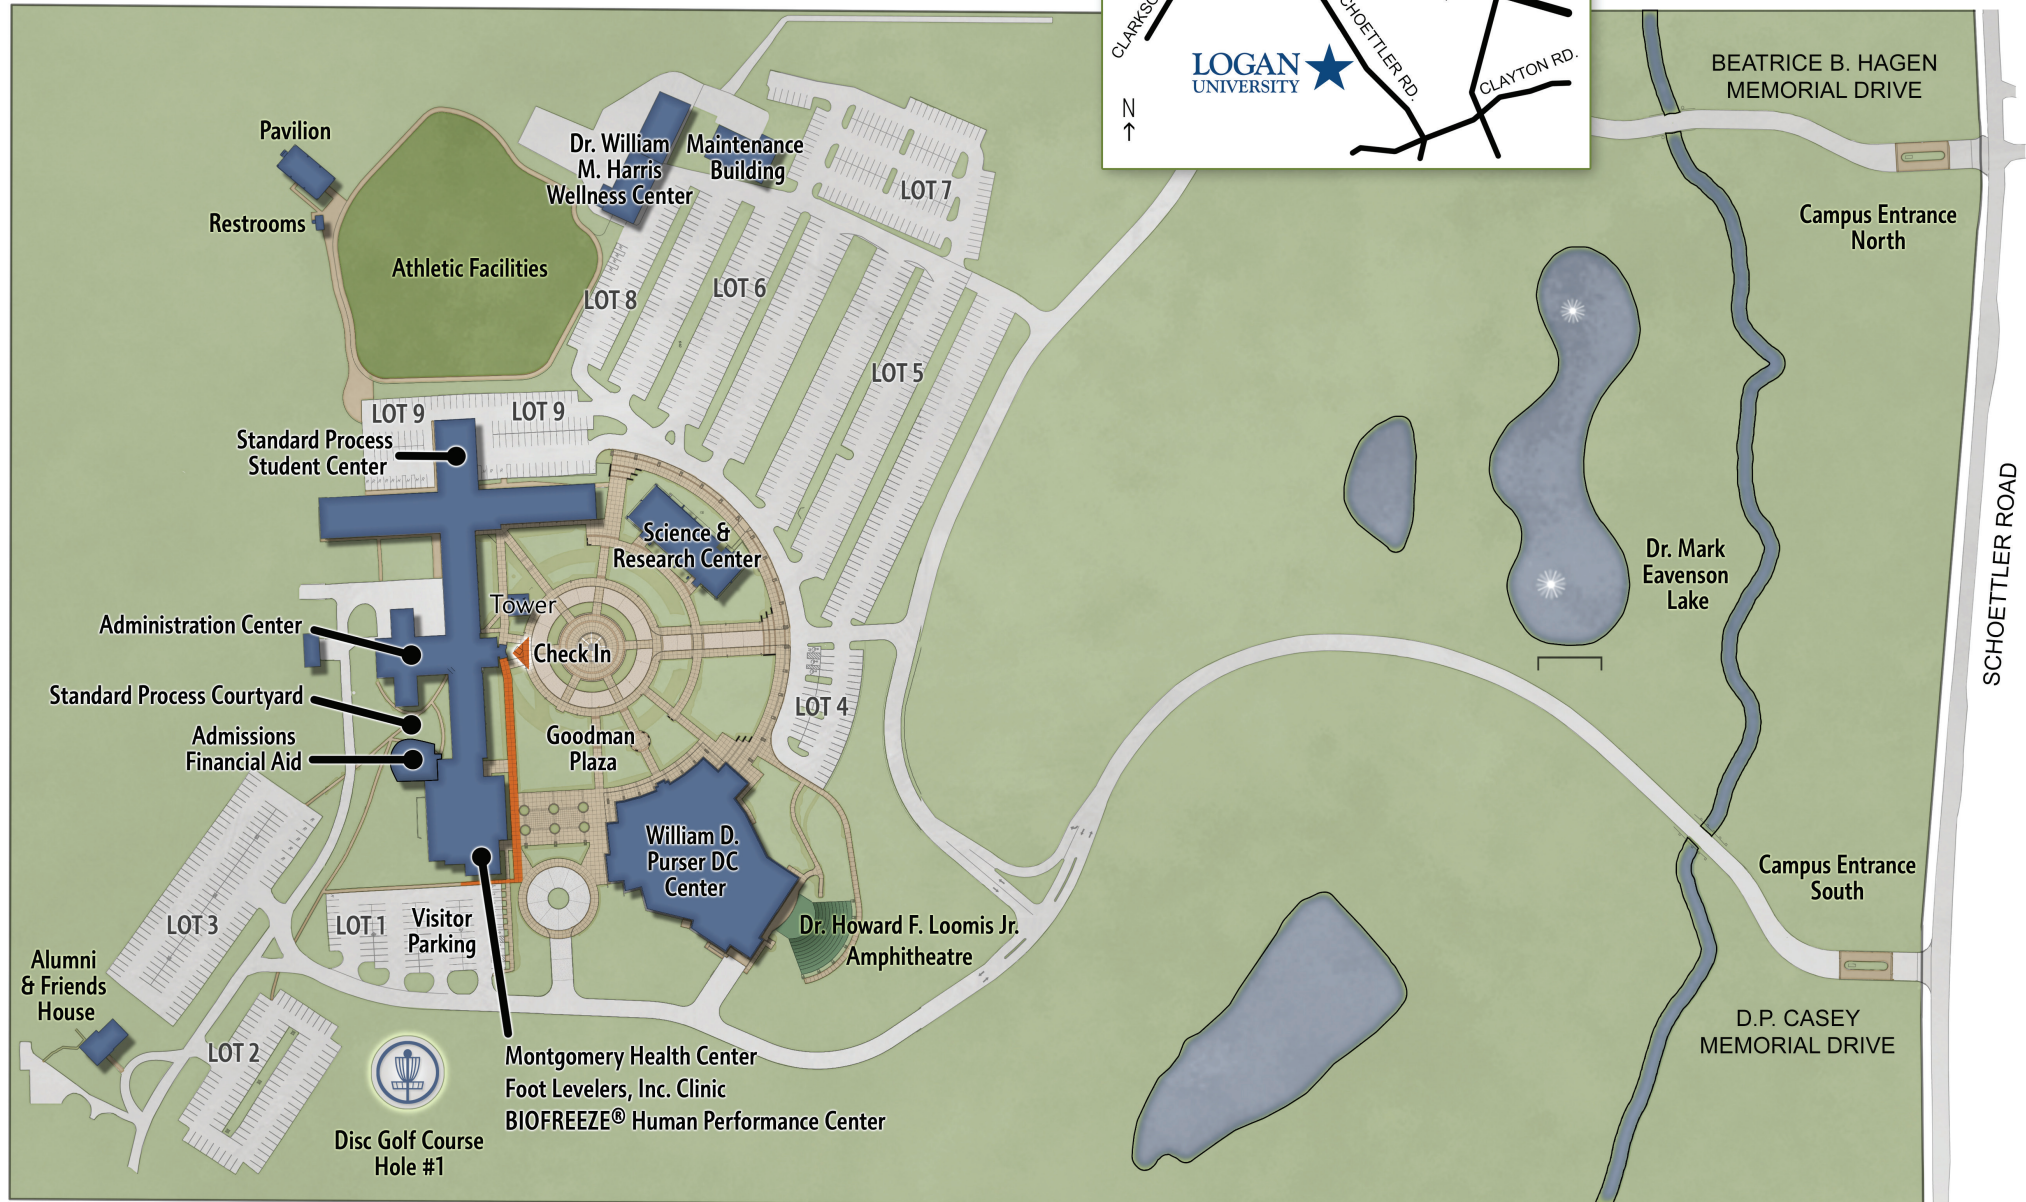 CLARKSO
CHOETTLER RD.
CLAYTON RD.
LOGAN
UNIVERSITY
N
BEATRICE B. HAGEN
MEMORIAL DRIVE
Campus Entrance
North
Pavilion
Restrooms
Athletic Facilities
Dr. William
M. Harris
Wellness Center
Maintenance
Building
LOT 7
LOT 8
LOT 6
LOT 5
LOT 9
LOT 9
Standard Process
Student Center
Science &
Research Center
Tower
Administration Center
Check In
Standard Process Courtyard
Admissions
Financial Aid
Goodman
Plaza
LOT 4
Dr. Mark
Eavenson
Lake
SCHOETTLER ROAD
William D.
Purser DC
Center
Campus Entrance
South
LOT 3
LOT 1
Visitor
Parking
Dr. Howard F. Loomis Jr.
Amphitheatre
Alumni
& Friends
House
LOT 2
D.P. CASEY
MEMORIAL DRIVE
Montgomery Health Center
Foot Levelers, Inc. Clinic
BIOFREEZE® Human Performance Center
Disc Golf Course
Hole #1